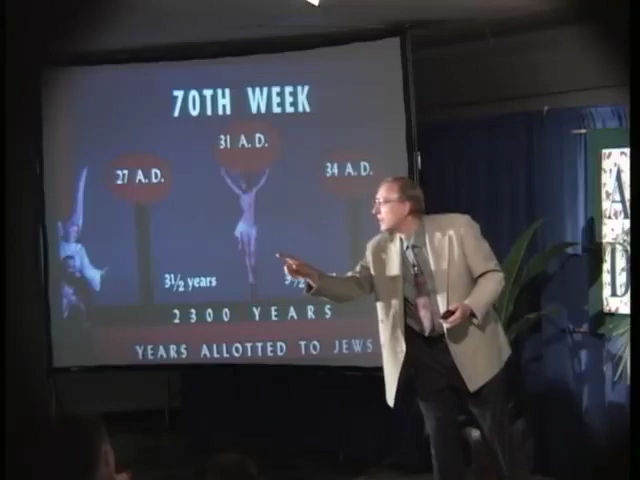 70TH WEEK
31 A.D.
27 A.D.
34 A.D.
3½ years
2300 YEARS
YEARS ALLOTTED TO JEWS
A
D